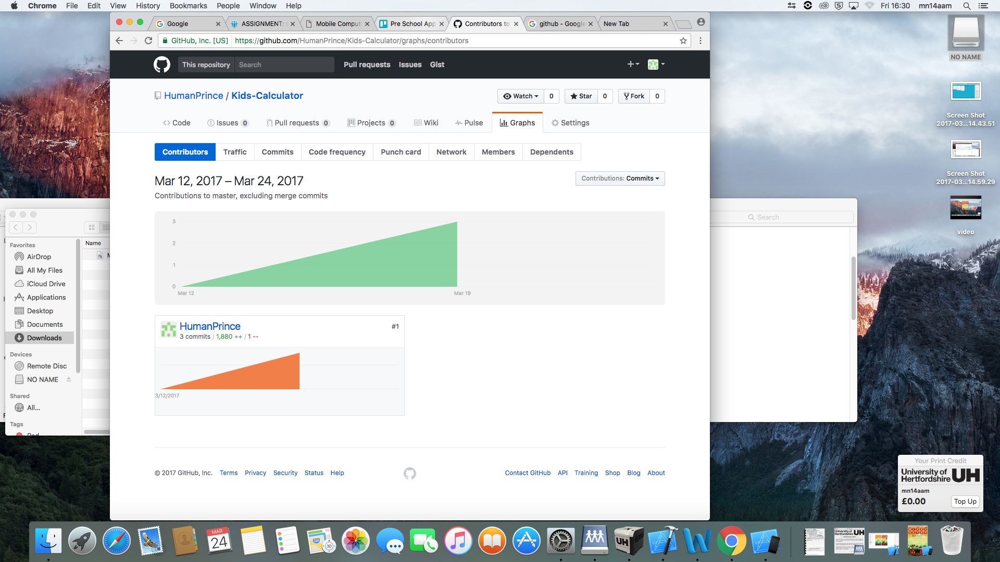 Chrome File Edit View History Bookmarks People Window Help
Fri 16:30 mn14aam
Google
ASSIGNMENT:
Mobile Comput
Pre School App
Contributors to
github - Google
New Tab
GitHub, Inc. [US] https://github.com/HumanPrince/Kids-Calculator/graphs/contributors
This repository Search Pull requests Issues Gist
HumanPrince / Kids-Calculator
Watch 0 Star 0 Fork 0
Code Issues 0 Pull requests 0 Projects 0 Wiki Pulse Graphs Settings
Contributors Traffic Commits Code frequency Punch card Network Members Dependents
Mar 12, 2017 – Mar 24, 2017
Contributions: Commits
Contributions to master, excluding merge commits
3
2
1
0
Mar 12 Mar 19
HumanPrince #1
3 commits / 1,880 ++ / 1 --
3/12/2017
© 2017 GitHub, Inc. Terms Privacy Security Status Help
Contact GitHub API Training Shop Blog About
Name
Favorites
AirDrop
All My Files
iCloud Drive
Applications
Desktop
Documents
Downloads
Devices
Remote Disc
NO NAME
Shared
All...
Tags
Red
Search
NO NAME
Screen Shot
2017-03...14.43.51
Screen Shot
2017-03...14.59.29
video
Your Print Credit
University of
Hertfordshire UH
mn14aam
£0.00 Top Up
MAR
24
3D
University of
Hertfordshire UH